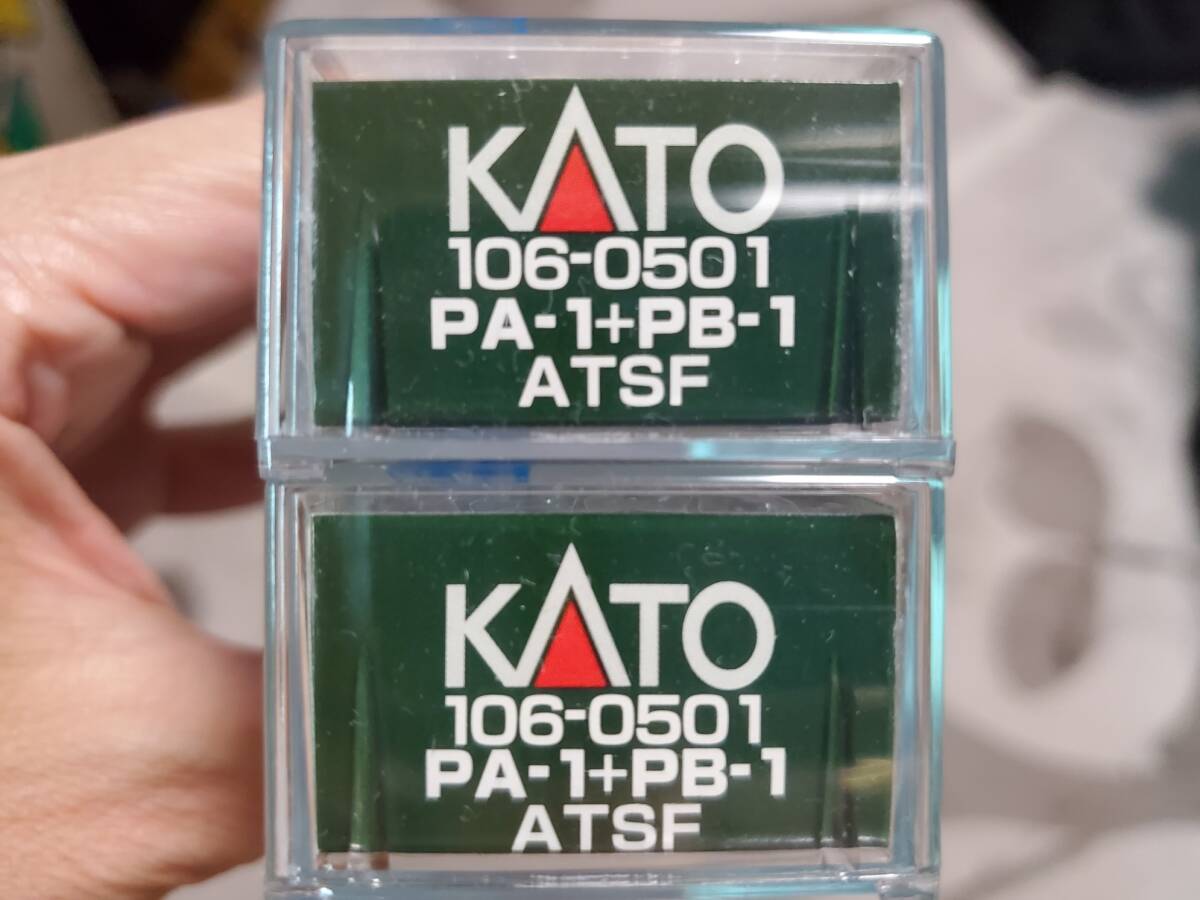 KATO
106-0501
PA-1+PB-1
ATSF
KATO
106-0501
PA-1+PB-1
ATSF